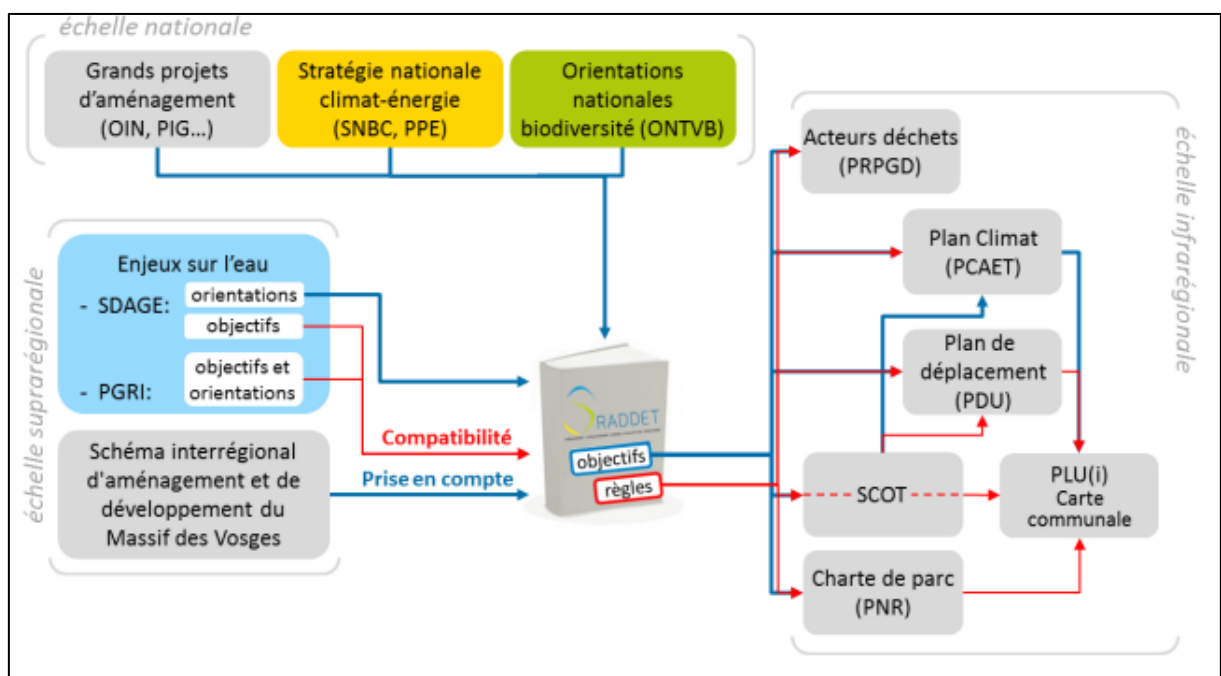 échelle nationale
Grands projets
d'aménagement
(OIN, PIG...)
Stratégie nationale
climat-énergie
(SNBC, PPE)
Orientations
nationales
biodiversité (ONTVB)
échelle suprarégionale
Enjeux sur l'eau
- SDAGE:
orientations
objectifs
- PGRI:
objectifs et
orientations
Schéma interrégional
d'aménagement et de
développement du
Massif des Vosges
Compatibilité
Prise en compte
SRADDET
objectifs
règles
échelle infrarégionale
Acteurs déchets
(PRPGD)
Plan Climat
(PCAET)
Plan de
déplacement
(PDU)
SCOT
PLU(i)
Carte
communale
Charte de parc
(PNR)